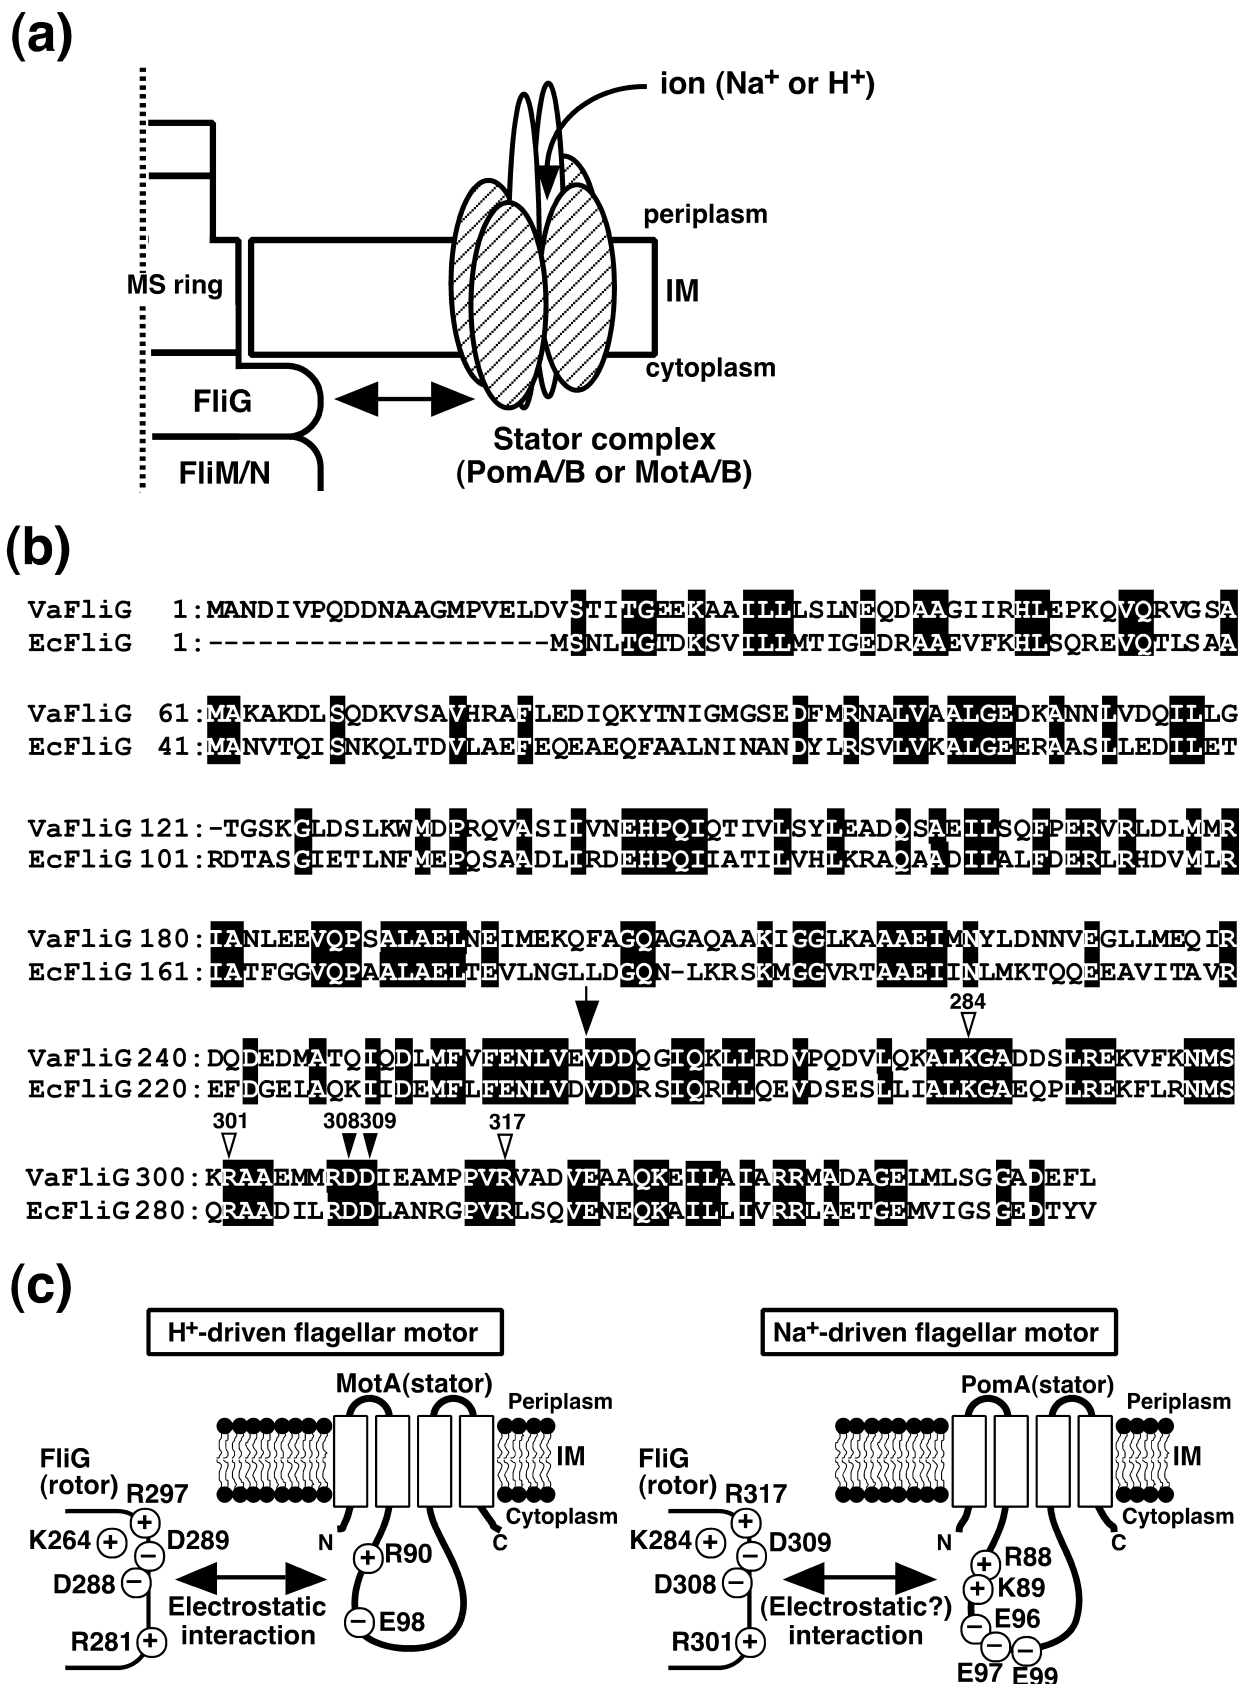 (a)
ion (Na+ or H+)
periplasm
MS ring
IM
cytoplasm
FliG
Stator complex
(PomA/B or MotA/B)
FliM/N
(b)
VaFliG 1:MANDIVPQDDNAAGMPVELDVSTITGEEKAAILLLSLNEQDAAGIIRHLEPKQVQRVGSA
EcFliG 1:--------------------MSNLTGTDKSVILLMTIGEDRAAEVFKHLSQREVQTLSAA
VaFliG 61:MAKAKDLSQDKVSAVHRAFLEDIQKYTNIGMGSEDFMRNALVAALGEDKANNLVDQILLG
EcFliG 41:MANVTQISNKQLTDVLAEFEQEAEQFAALNINANDYLRSVLVKALGEERAASLLEDILET
VaFliG 121:-TGSKGLDSLKWMDPRQVASIIVNEHPQIQTIVLSYLEADQSAEILSQFPERVRLDLMMR
EcFliG 101:RDTASGIETLNFMEPQSAADLIRDEHPQIIATILVHLKRAQAADILALFDERLRHDVMLR
VaFliG 180:IANLEEVQPSALAELNEIMEKQFAGQAGAQAAKIGGLKAAAEIMNYLDNNVEGLLMEQIR
EcFliG 161:IATFGGVQPAALAELTEVLNGLLDGQN-LKRSKMGGVRTAAEIINLMKTQQEEAVITAVR
284
VaFliG 240:DQDEDMATQIQDLMFVFENLVEVDDQGIQKLLRDVPQDVLQKALKGADDSLREKVFKNMS
EcFliG 220:EFDGELAQKIIDEMFLFENLVDVDDRSIQRLLQEVDSESLLIALKGAEQPLREKFLRNMS
301 308 309 317
VaFliG 300:KRAAEMMRDDIEAMPPVRVADVEAAQKEILAIARRMADAGELMLSGGADEFL
EcFliG 280:QRAADILRDDLANRGPVRLSQVENEQKAILLIVRRLAETGEMVIGSGEDTYV
(c)
H+-driven flagellar motor
MotA(stator)
Periplasm
IM
Cytoplasm
FliG
(rotor)
R297
+
K264 +
D289
−
D288 −
R281 +
Electrostatic
interaction
N
C
+ R90
− E98
Na+-driven flagellar motor
PomA(stator)
Periplasm
IM
Cytoplasm
FliG
(rotor)
R317
+
K284 +
D309
−
D308 −
R301 +
(Electrostatic?)
interaction
N
C
+ R88
+ K89
− E96
− −
E97 E99